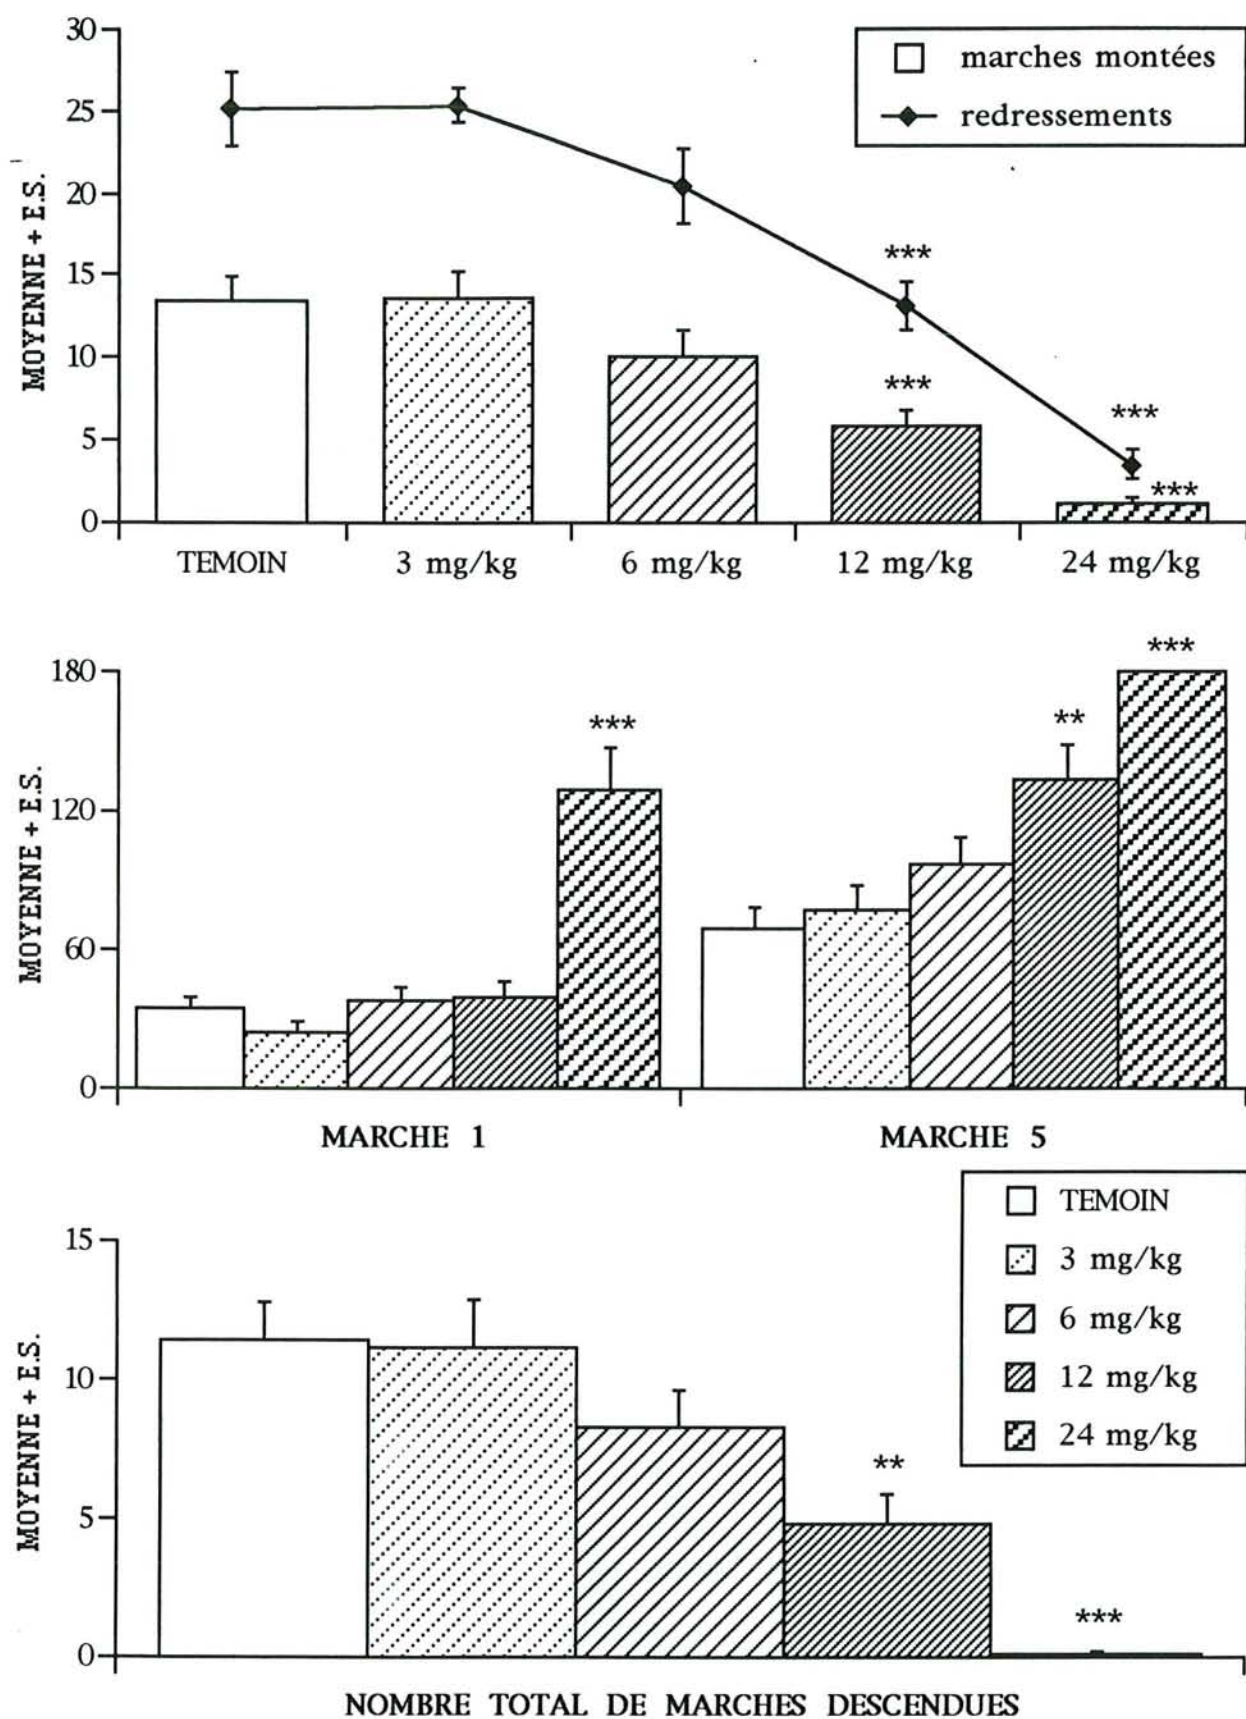 30
25
20
15
10
5
0
MOYENNE + E.S.
marches montées
redressements
***
***
***
***
TEMOIN 3 mg/kg 6 mg/kg 12 mg/kg 24 mg/kg
180
120
60
0
MOYENNE + E.S.
***
**
***
MARCHE 1 MARCHE 5
TEMOIN
3 mg/kg
6 mg/kg
12 mg/kg
24 mg/kg
15
10
5
0
MOYENNE + E.S.
**
***
NOMBRE TOTAL DE MARCHES DESCENDUES